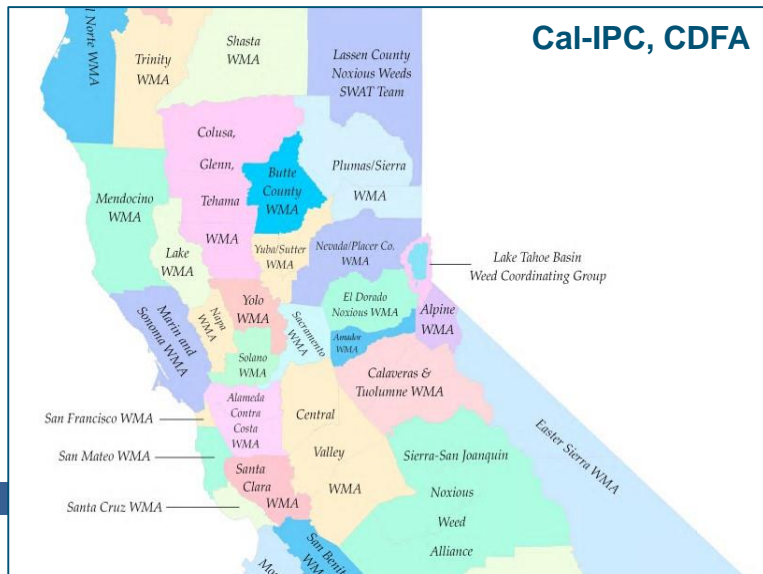 Cal-IPC, CDFA
Norte WMA
Trinity
WMA
Shasta
WMA
Lassen County
Noxious Weeds
SWAT Team
Colusa,
Glenn,
Tehama
WMA
Butte
County
WMA
Plumas/Sierra
WMA
Mendocino
WMA
Lake
WMA
Yuba/Sutter
WMA
Nevada/Placer Co.
WMA
Lake Tahoe Basin
Weed Coordinating Group
Marin and
Sonoma WMA
Napa
WMA
Yolo
WMA
Solano
WMA
Sacramento
WMA
El Dorado
Noxious WMA
Amador
WMA
Alpine
WMA
Calaveras &
Tuolumne WMA
San Francisco WMA
Alameda
Contra
Costa
WMA
Central
Valley
WMA
San Mateo WMA
Santa
Clara
WMA
Santa Cruz WMA
Sierra-San Joanquin
Noxious
Weed
Alliance
Easter Sierra WMA
San Benit